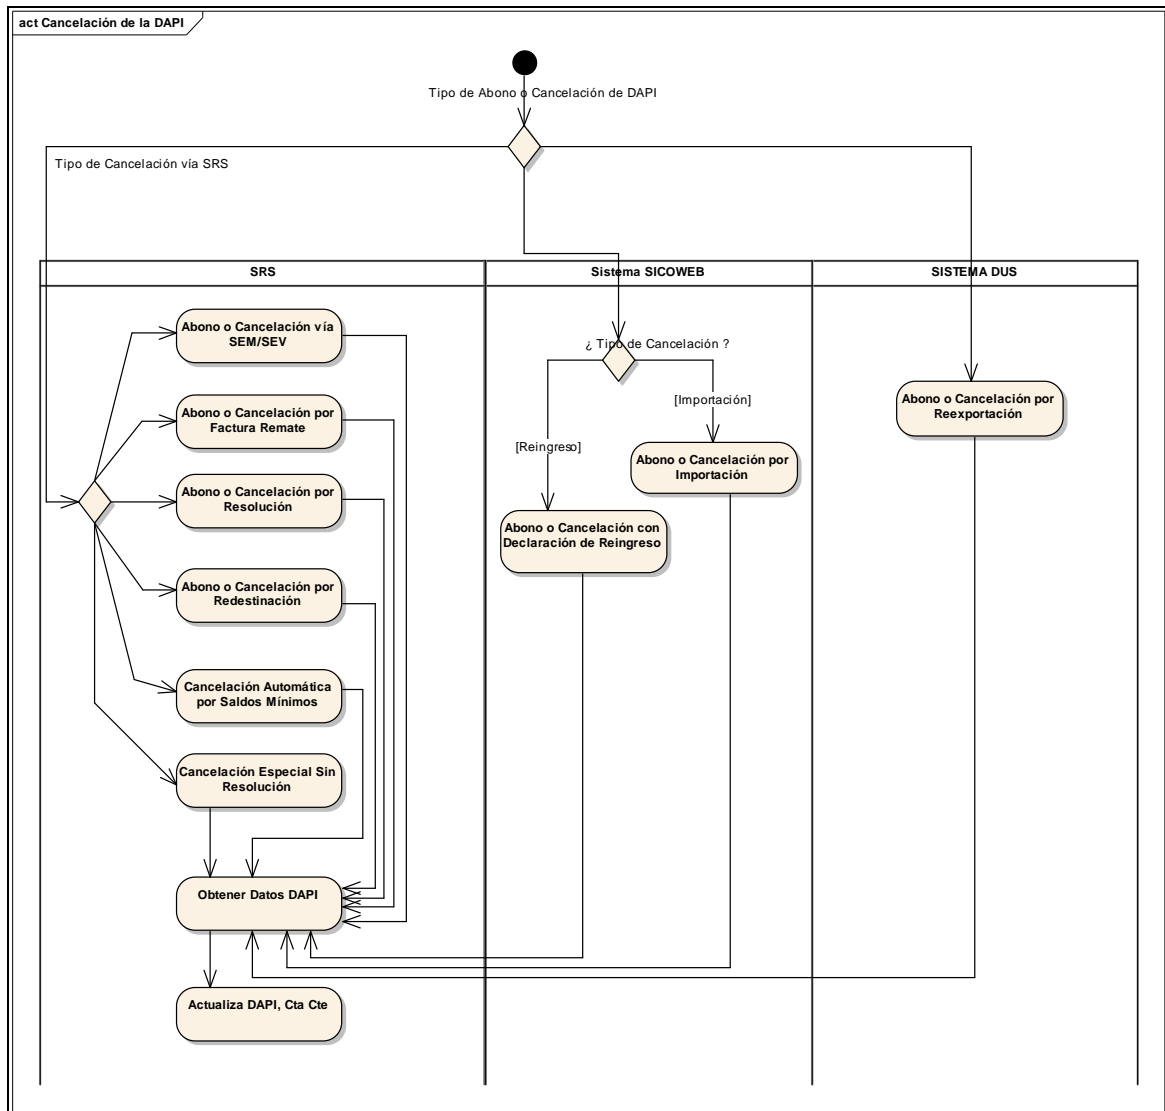 act Cancelación de la DAPI
Tipo de Abono o Cancelación de DAPI
Tipo de Cancelación vía SRS
SRS
Sistema SICOWEB
SISTEMA DUS
Abono o Cancelación vía
SEM/SEV
Abono o Cancelación por
Factura Remate
Abono o Cancelación por
Resolución
Abono o Cancelación por
Redestinación
Cancelación Automática
por Saldos Mínimos
Cancelación Especial Sin
Resolución
Obtener Datos DAPI
Actualiza DAPI, Cta Cte
¿ Tipo de Cancelación ?
[Importación]
[Reingreso]
Abono o Cancelación por
Importación
Abono o Cancelación con
Declaración de Reingreso
Abono o Cancelación por
Reexportación